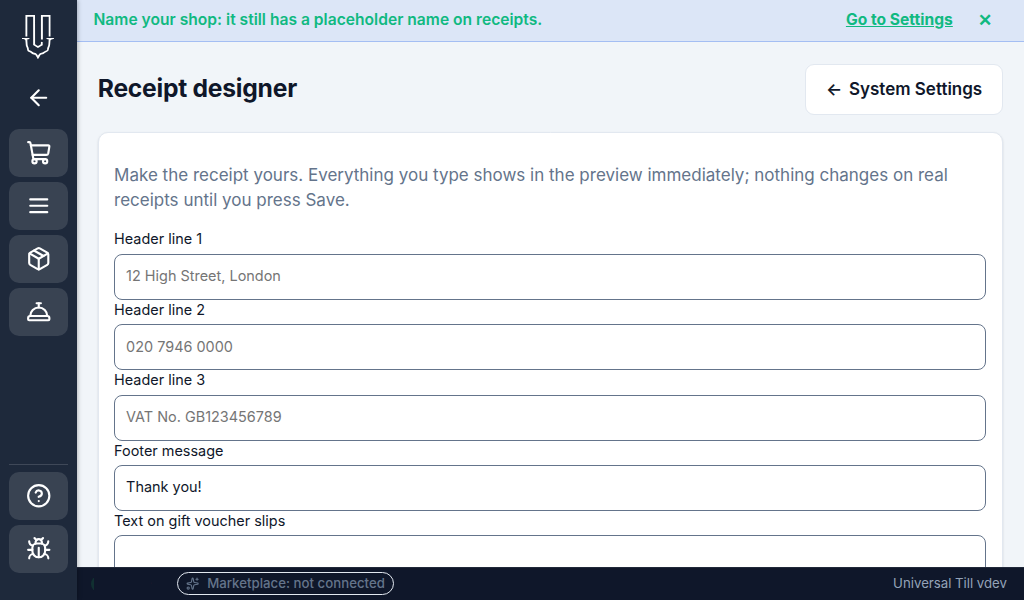 Name your shop: it still has a placeholder name on receipts.
Go to Settings
Receipt designer
System Settings
Make the receipt yours. Everything you type shows in the preview immediately; nothing changes on real
receipts until you press Save.
Header line 1
12 High Street, London
Header line 2
020 7946 0000
Header line 3
VAT No. GB123456789
Footer message
Thank you!
Text on gift voucher slips
Marketplace: not connected
Universal Till vdev